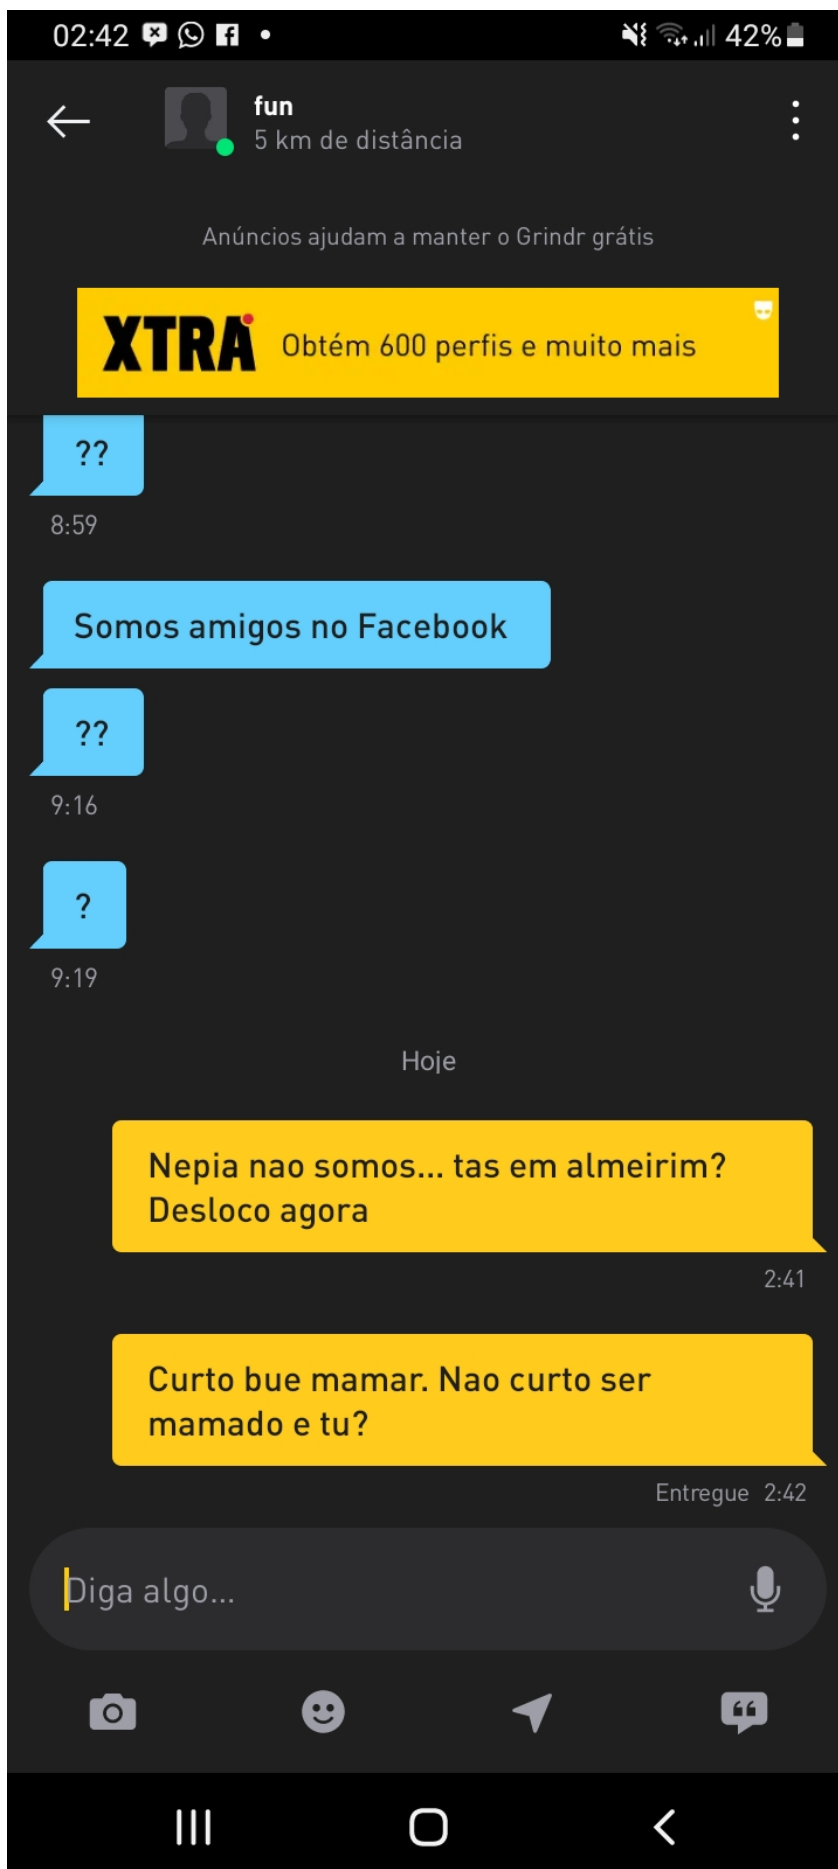 02:42
42%
fun
5 km de distância
Anúncios ajudam a manter o Grindr grátis
XTRA Obtém 600 perfis e muito mais
??
8:59
Somos amigos no Facebook
??
9:16
?
9:19
Hoje
Nepia nao somos... tas em almeirim?
Desloco agora
2:41
Curto bue mamar. Nao curto ser
mamado e tu?
Entregue 2:42
Diga algo...